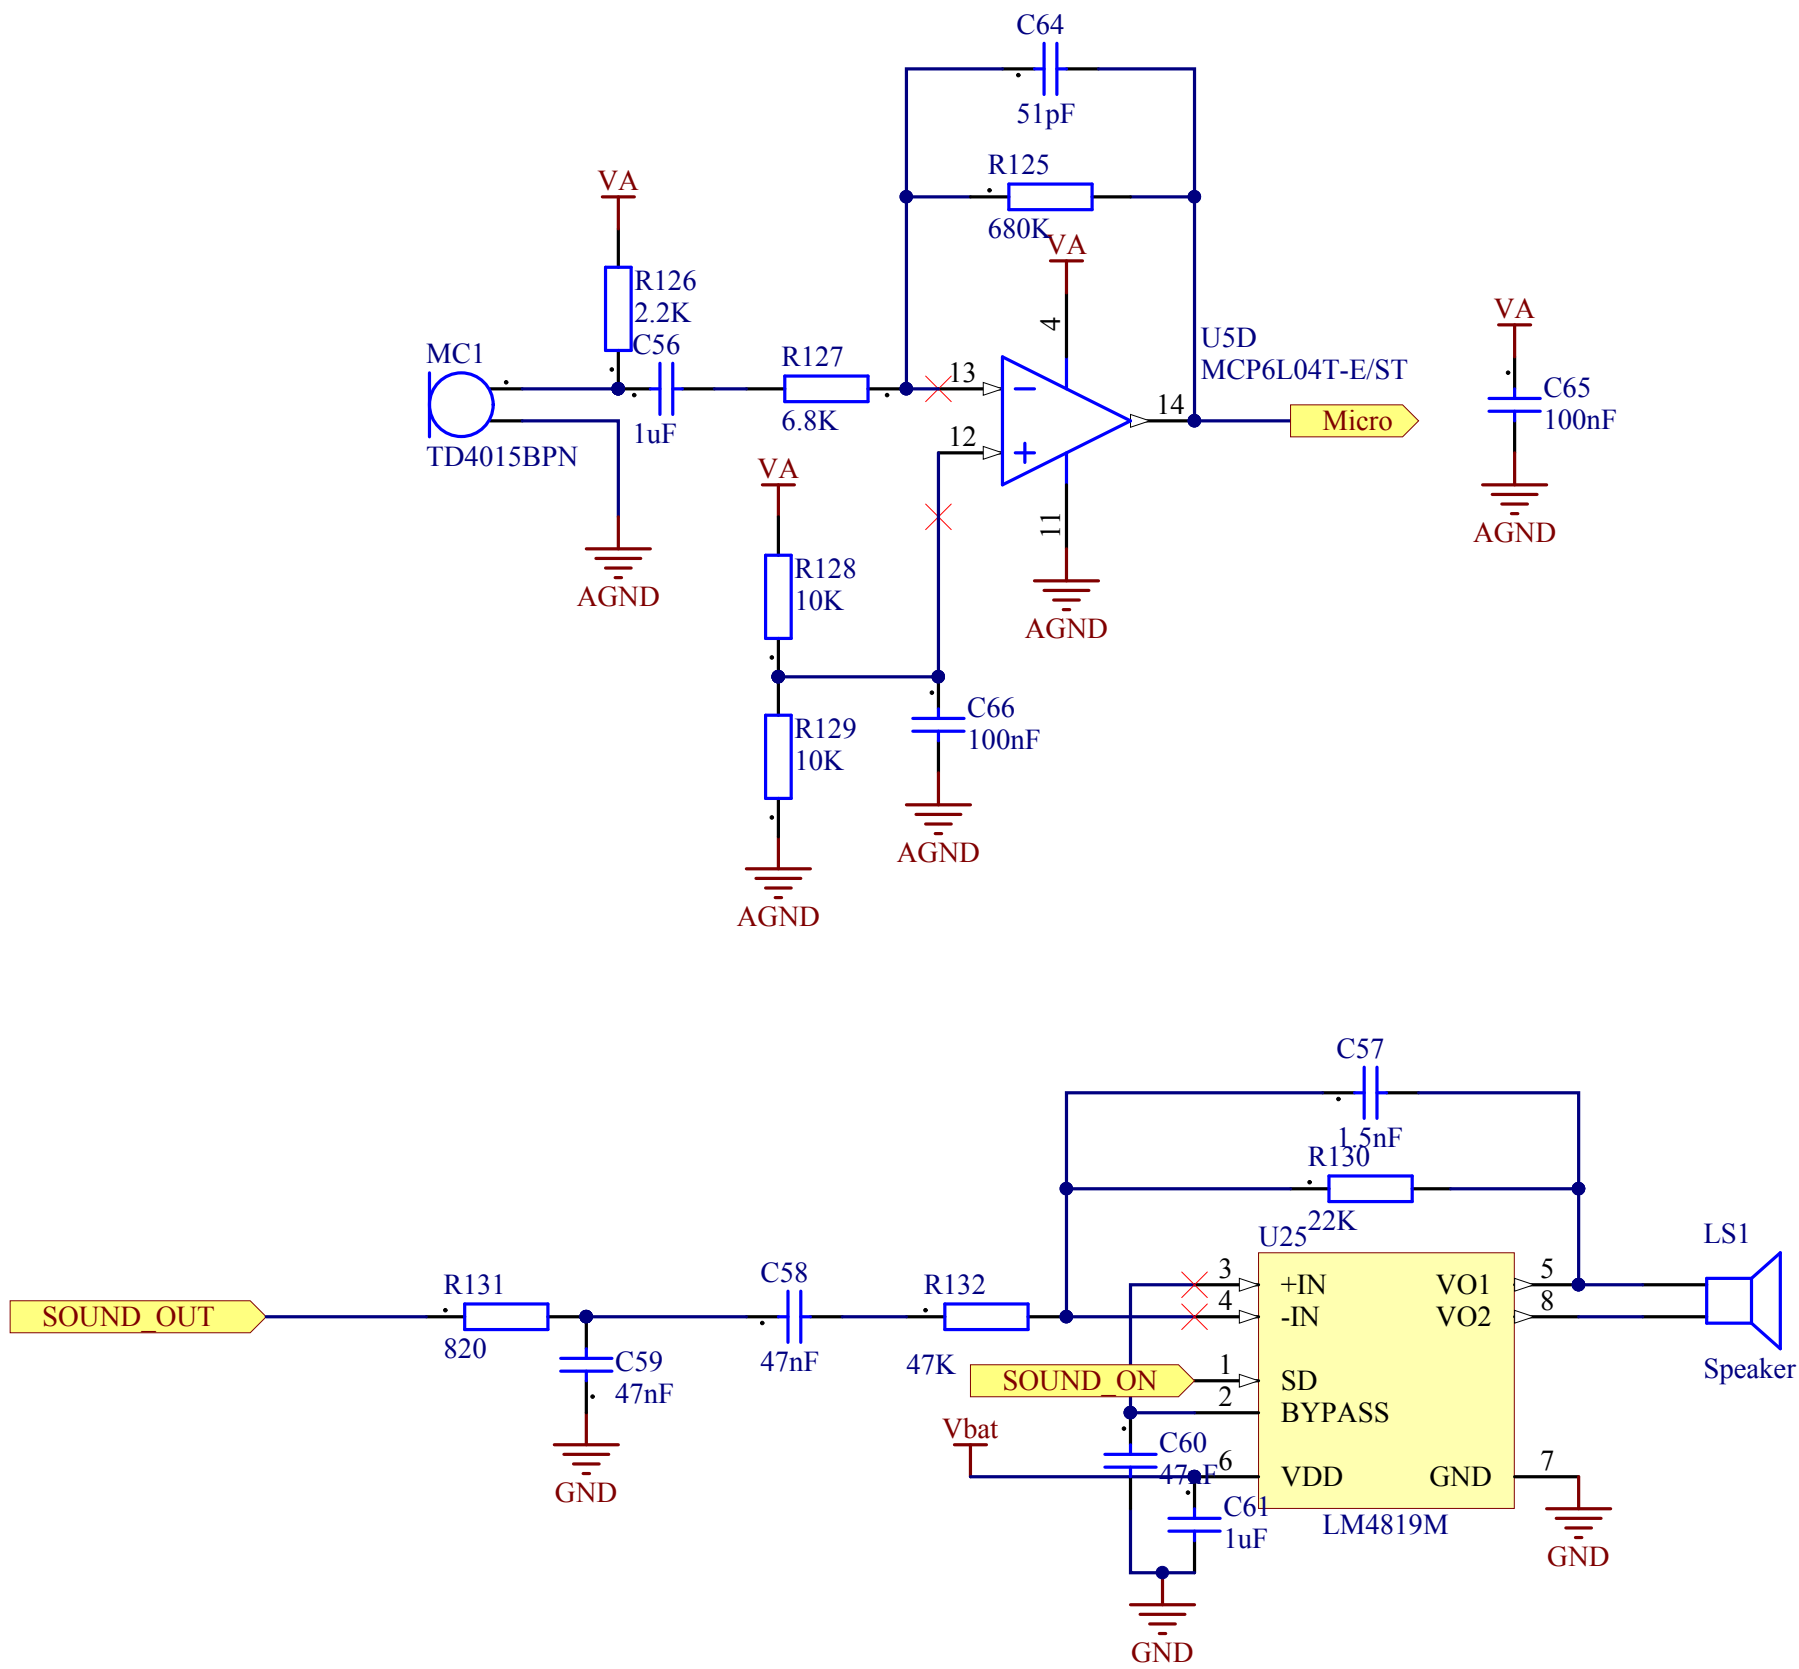 C64
51pF
R125
680K
VA
VA
R126
2.2K
C56
1uF
MC1
TD4015BPN
R127
6.8K
13
12
4
11
14
U5D
MCP6L04T-E/ST
Micro
VA
C65
100nF
AGND
AGND
AGND
VA
R128
10K
R129
10K
C66
100nF
AGND
AGND
C57
1.5nF
R130
22K
U25
LS1
Speaker
SOUND_OUT
R131
820
C59
47nF
GND
C58
47nF
R132
47K
3
+IN
4
-IN
SOUND_ON
1
SD
2
BYPASS
Vbat
6
VDD
C60
47nF
C61
1uF
VO1
5
VO2
8
GND
7
LM4819M
GND
GND